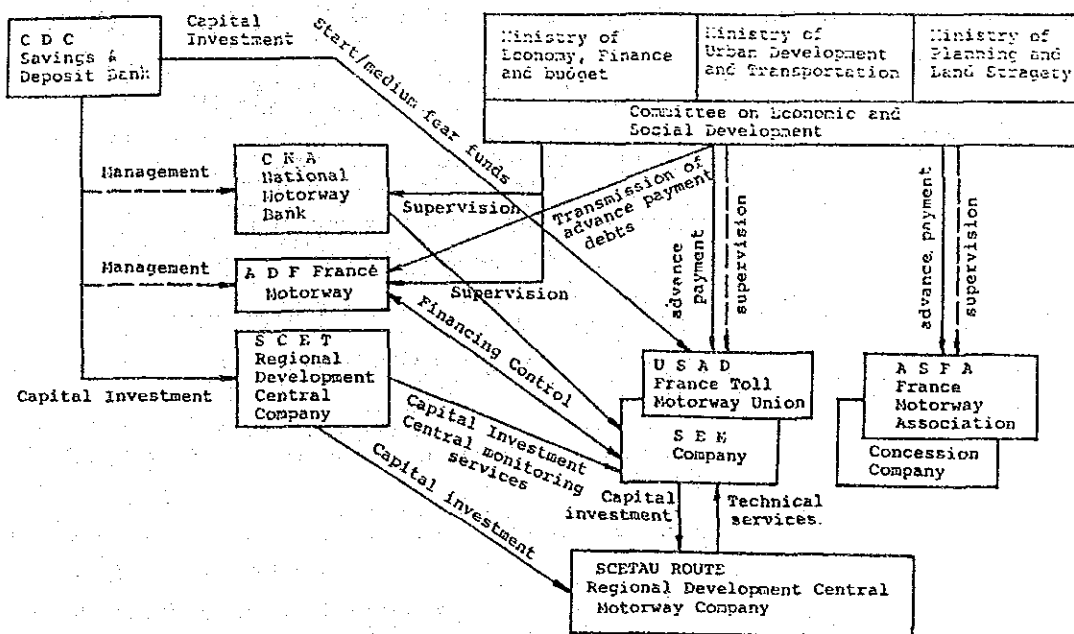 C D C
Savings &
Deposit Bank
Capital
Investment
Start/medium fear funds
Ministry of
Economy, Finance
and budget
Ministry of
Urban Development
and Transportation
Ministry of
Planning and
Land Stragaty
Committee on Economic and
Social Development
Management
C N A
National
Motorway
Bank
Supervision
Transmission of
advance payment
debts
advance
payment
supervision
advance payment
supervision
Management
A D F France
Motorway
Supervision
Financing Control
S C E T
Regional
Development
Central
Company
Capital Investment
Capital Investment
Central monitoring
services
Capital investment
U S A D
France Toll
Motorway Union
S E M
Company
A S F A
France
Motorway
Association
Concession
Company
Capital
investment
Technical
services.
SCETAU ROUTE
Regional Development Central
Motorway Company